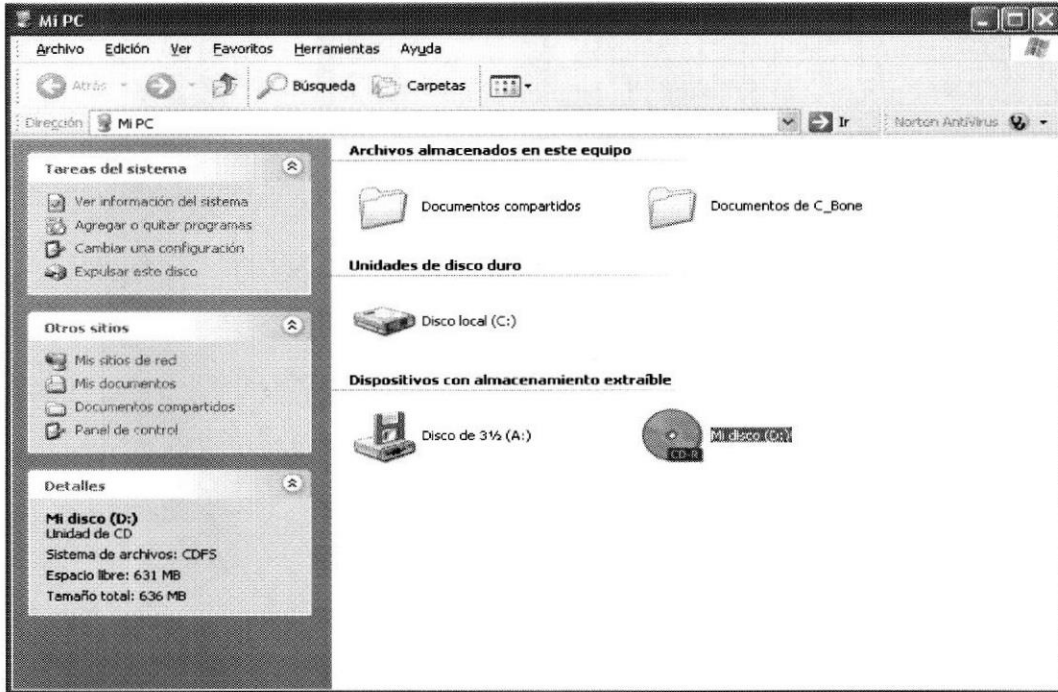 Mi PC
Archivo Edición Ver Favoritos Herramientas Ayuda
Atrás Búsqueda Carpetas
Dirección Mi PC Ir Norton AntiVirus
Tareas del sistema
Ver información del sistema
Agregar o quitar programas
Cambiar una configuración
Expulsar este disco
Otros sitios
Mis sitios de red
Mis documentos
Documentos compartidos
Panel de control
Detalles
Mi disco (D:)
Unidad de CD
Sistema de archivos: CDFS
Espacio libre: 631 MB
Tamaño total: 636 MB
Archivos almacenados en este equipo
Documentos compartidos Documentos de C_Bone
Unidades de disco duro
Disco local (C:)
Dispositivos con almacenamiento extraíble
Disco de 3½ (A:) CD-R Mi disco (D:)